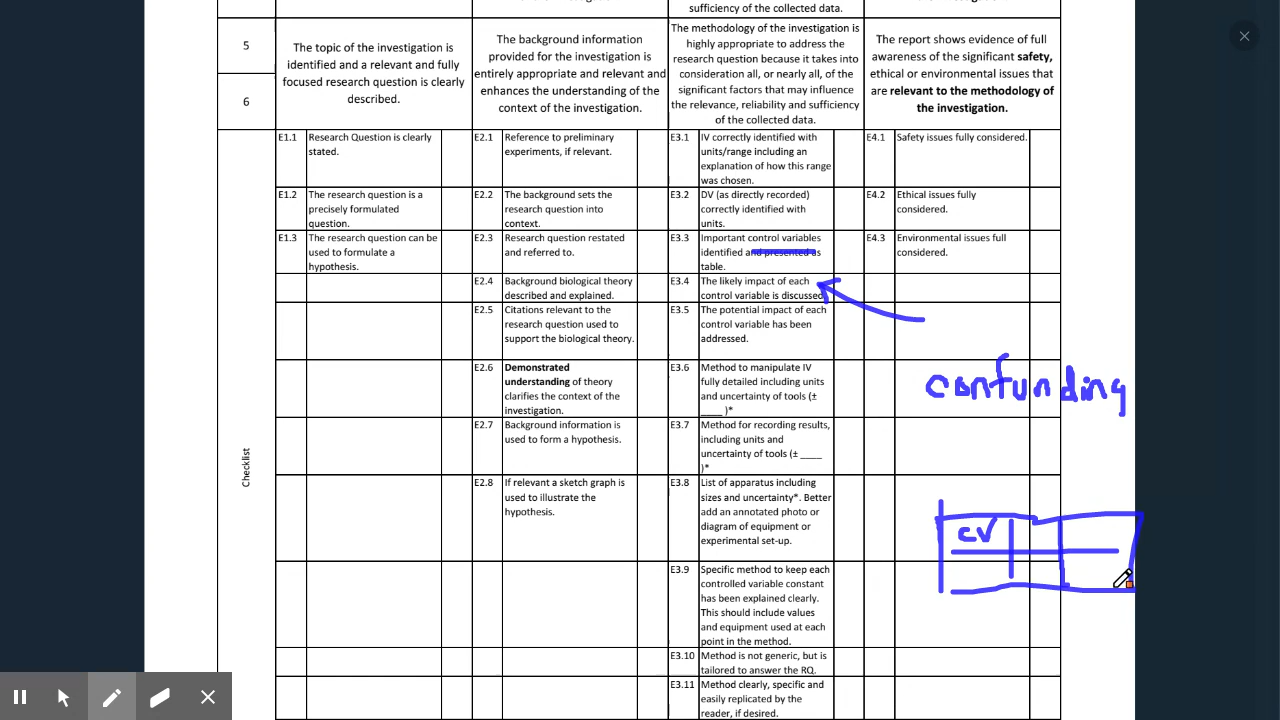 sufficiency of the collected data.
5
6
The topic of the investigation is
identified and a relevant and fully
focused research question is clearly
described.
The background information
provided for the investigation is
entirely appropriate and relevant and
enhances the understanding of the
context of the investigation.
The methodology of the investigation is
highly appropriate to address the
research question because it takes into
consideration all, or nearly all, of the
significant factors that may influence
the relevance, reliability and sufficiency
of the collected data.
The report shows evidence of full
awareness of the significant safety,
ethical or environmental issues that
are relevant to the methodology of
the investigation.
Checklist
E1.1 Research Question is clearly
stated.
E2.1 Reference to preliminary
experiments, if relevant.
E3.1 IV correctly identified with
units/range including an
explanation of how this range
was chosen.
E4.1 Safety issues fully considered.
E1.2 The research question is a
precisely formulated
question.
E2.2 The background sets the
research question into
context.
E3.2 DV (as directly recorded)
correctly identified with
units.
E4.2 Ethical issues fully
considered.
E1.3 The research question can be
used to formulate a
hypothesis.
E2.3 Research question restated
and referred to.
E3.3 Important control variables
identified and presented as
table.
E4.3 Environmental issues full
considered.
E2.4 Background biological theory
described and explained.
E3.4 The likely impact of each
control variable is discussed
E2.5 Citations relevant to the
research question used to
support the biological theory.
E3.5 The potential impact of each
control variable has been
addressed.
E2.6 Demonstrated
understanding of theory
clarifies the context of the
investigation.
E3.6 Method to manipulate IV
fully detailed including units
and uncertainty of tools (±
____ )*
confunding
E2.7 Background information is
used to form a hypothesis.
E3.7 Method for recording results,
including units and
uncertainty of tools (± ____
)*
E2.8 If relevant a sketch graph is
used to illustrate the
hypothesis.
E3.8 List of apparatus including
sizes and uncertainty*. Better
add an annotated photo or
diagram of equipment or
experimental set-up.
CV
E3.9 Specific method to keep each
controlled variable constant
has been explained clearly.
This should include values
and equipment used at each
point in the method.
E3.10 Method is not generic, but is
tailored to answer the RQ.
E3.11 Method clearly, specific and
easily replicated by the
reader, if desired.